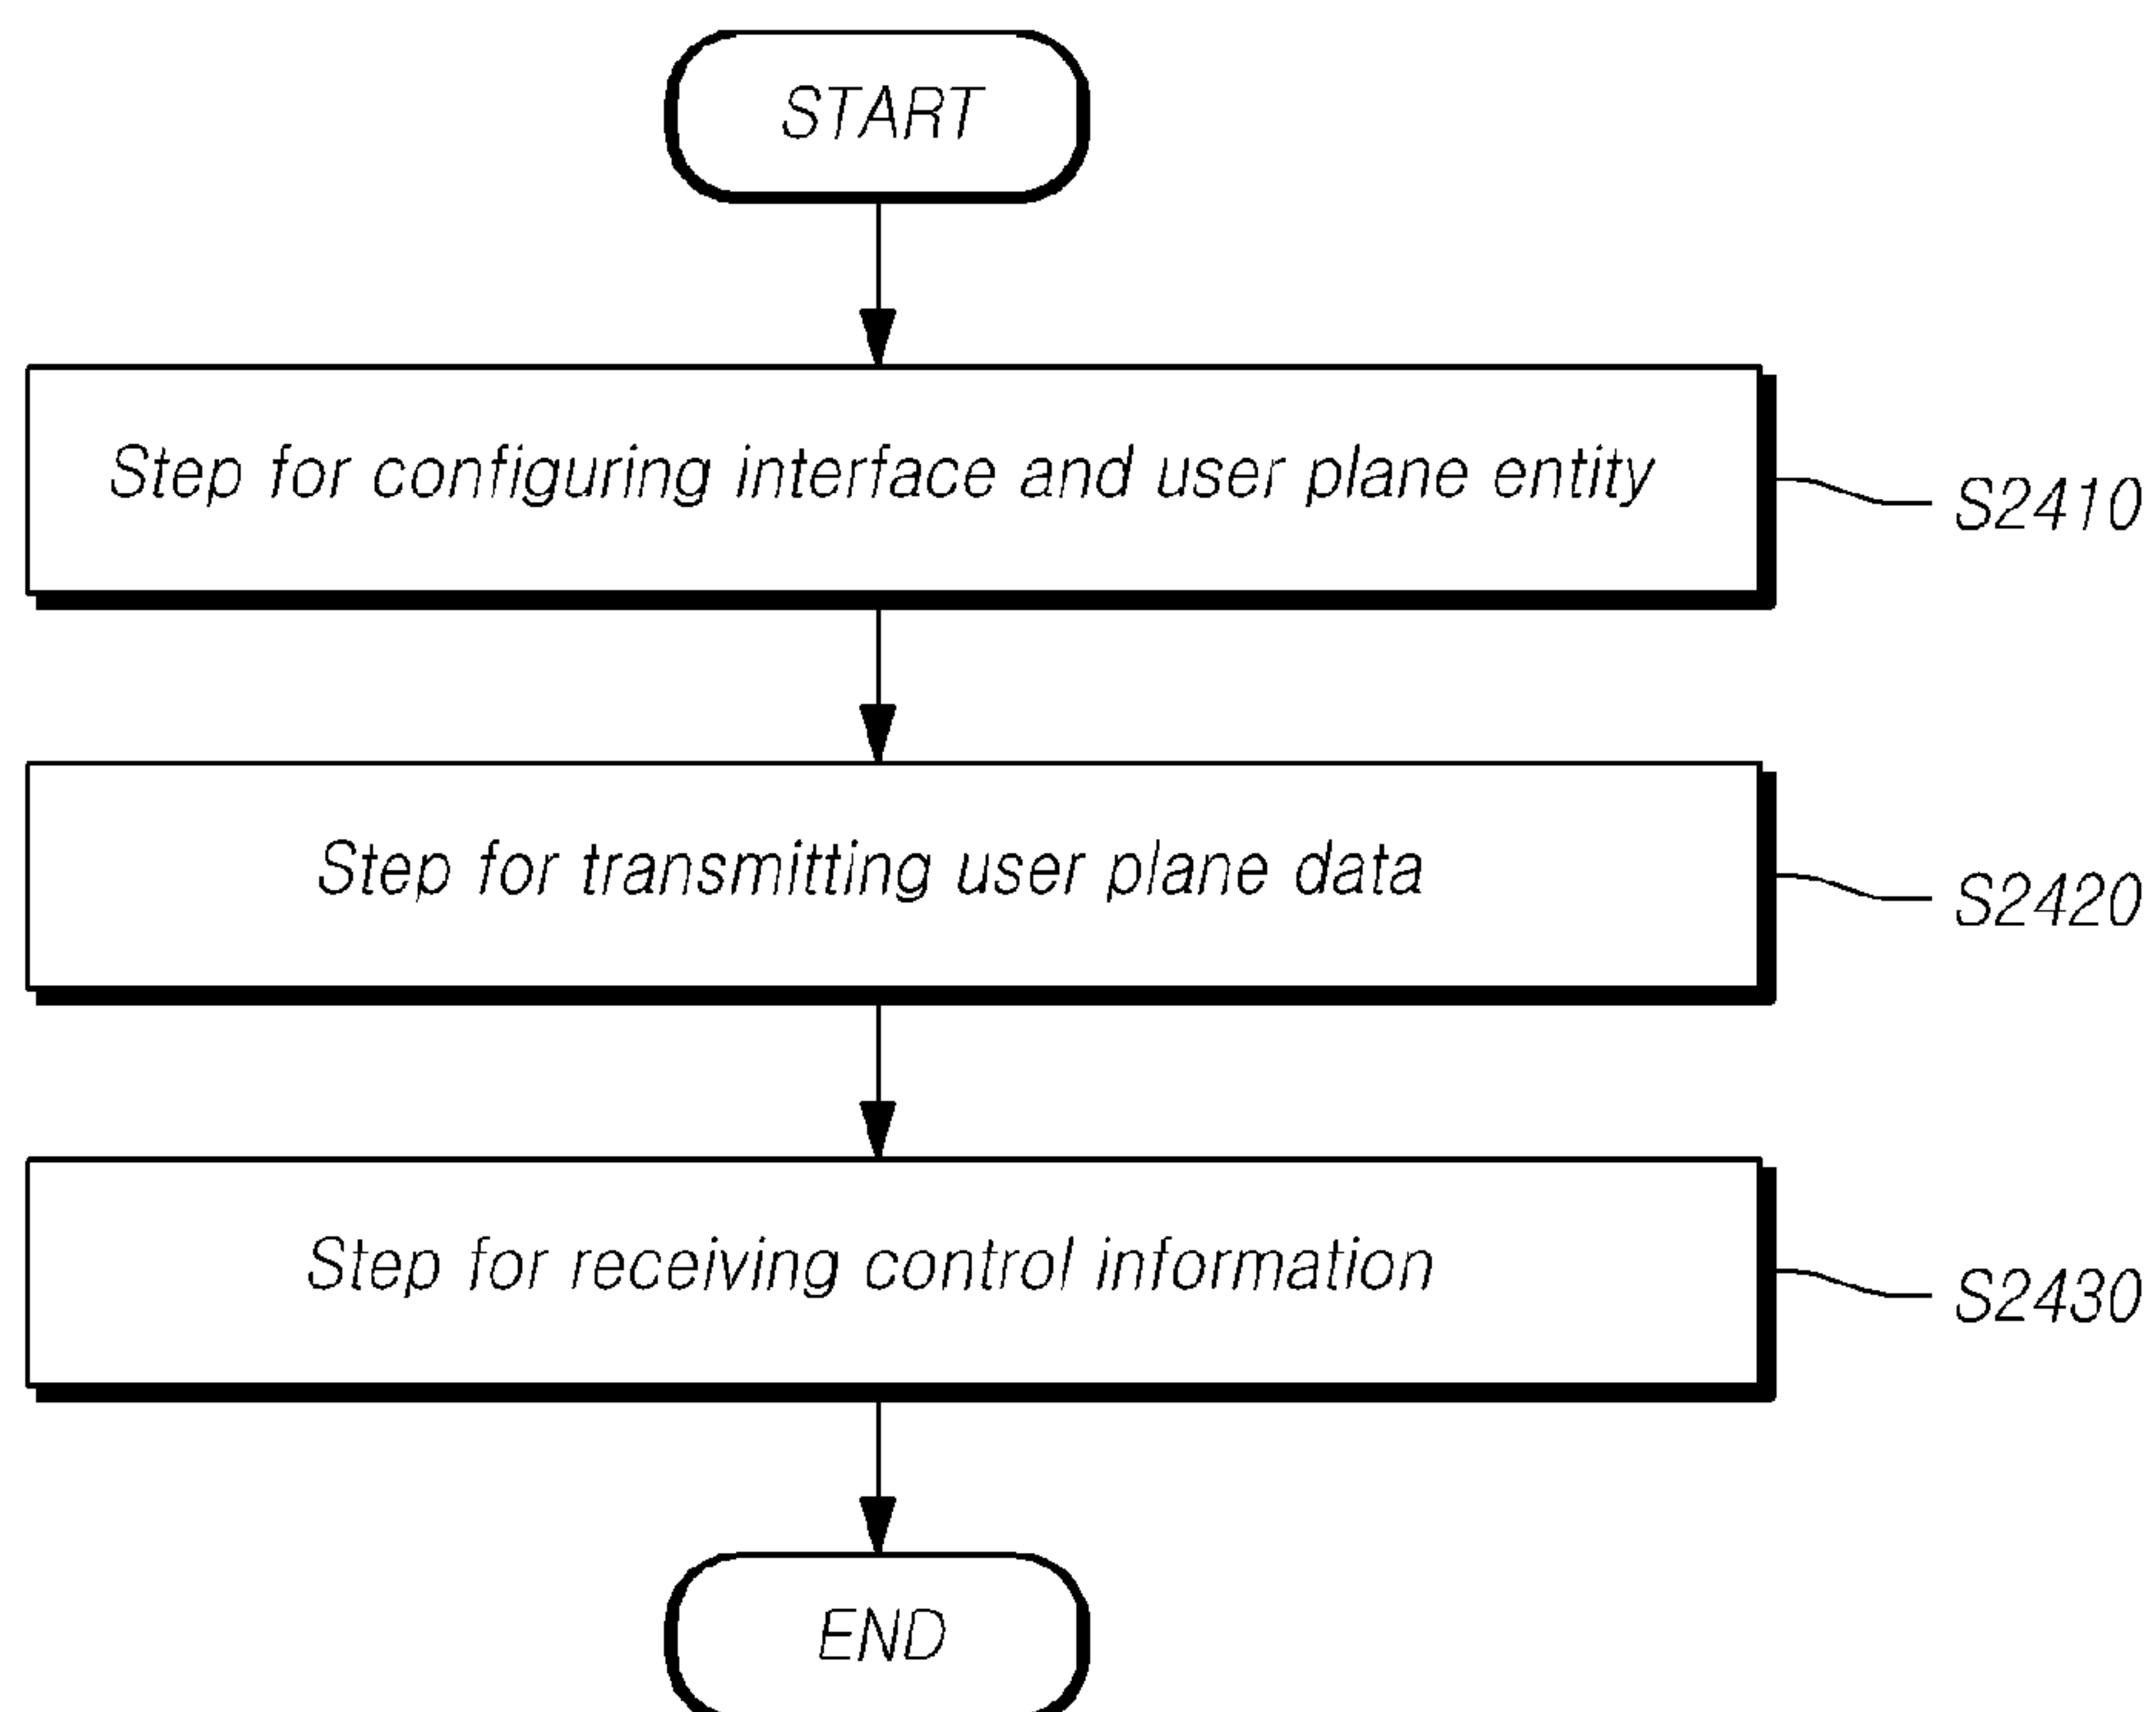 START
Step for configuring interface and user plane entity
S2410
Step for transmitting user plane data
S2420
Step for receiving control information
S2430
END